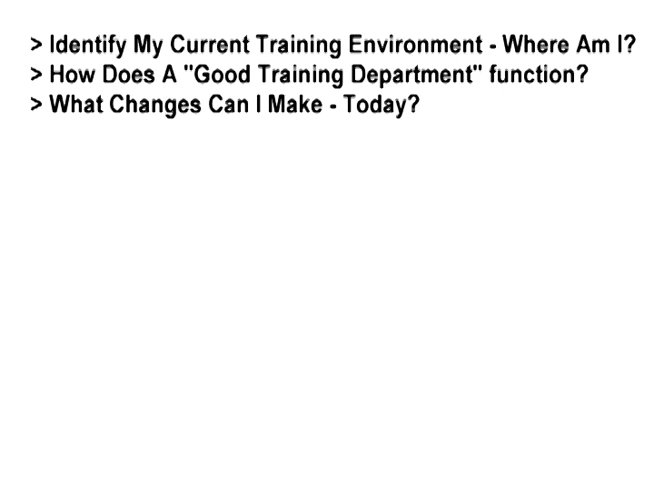 > Identify My Current Training Environment - Where Am I?
> How Does A "Good Training Department" function?
> What Changes Can I Make - Today?